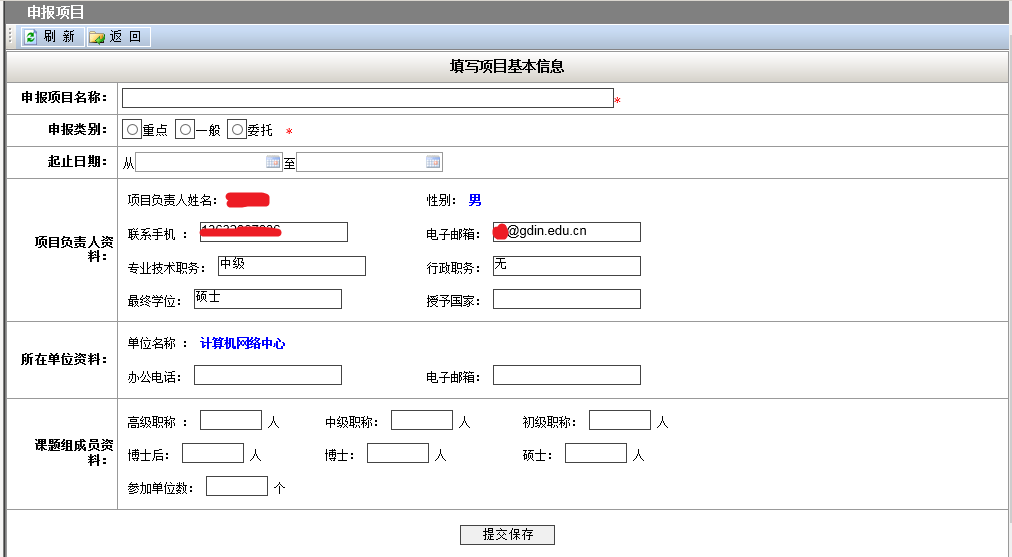 申报项目
刷 新 返 回
填写项目基本信息
申报项目名称： *
申报类别： 重点 一般 委托 *
起止日期： 从 至
项目负责人资料：
项目负责人姓名： 性别： 男
联系手机 ： 电子邮箱： @gdin.edu.cn
专业技术职务： 中级 行政职务： 无
最终学位： 硕士 授予国家：
所在单位资料：
单位名称 ： 计算机网络中心
办公电话： 电子邮箱：
课题组成员资料：
高级职称 ： 人 中级职称： 人 初级职称： 人
博士后： 人 博士： 人 硕士： 人
参加单位数： 个
提交保存